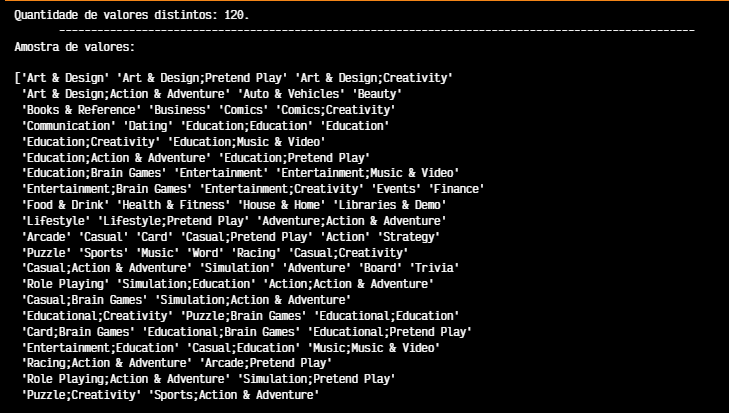 Quantidade de valores distintos: 120.
----------------------------------------------------------------------------------------------------
Amostra de valores:
['Art & Design' 'Art & Design;Pretend Play' 'Art & Design;Creativity'
'Art & Design;Action & Adventure' 'Auto & Vehicles' 'Beauty'
'Books & Reference' 'Business' 'Comics' 'Comics;Creativity'
'Communication' 'Dating' 'Education;Education' 'Education'
'Education;Creativity' 'Education;Music & Video'
'Education;Action & Adventure' 'Education;Pretend Play'
'Education;Brain Games' 'Entertainment' 'Entertainment;Music & Video'
'Entertainment;Brain Games' 'Entertainment;Creativity' 'Events' 'Finance'
'Food & Drink' 'Health & Fitness' 'House & Home' 'Libraries & Demo'
'Lifestyle' 'Lifestyle;Pretend Play' 'Adventure;Action & Adventure'
'Arcade' 'Casual' 'Card' 'Casual;Pretend Play' 'Action' 'Strategy'
'Puzzle' 'Sports' 'Music' 'Word' 'Racing' 'Casual;Creativity'
'Casual;Action & Adventure' 'Simulation' 'Adventure' 'Board' 'Trivia'
'Role Playing' 'Simulation;Education' 'Action;Action & Adventure'
'Casual;Brain Games' 'Simulation;Action & Adventure'
'Educational;Creativity' 'Puzzle;Brain Games' 'Educational;Education'
'Card;Brain Games' 'Educational;Brain Games' 'Educational;Pretend Play'
'Entertainment;Education' 'Casual;Education' 'Music;Music & Video'
'Racing;Action & Adventure' 'Arcade;Pretend Play'
'Role Playing;Action & Adventure' 'Simulation;Pretend Play'
'Puzzle;Creativity' 'Sports;Action & Adventure'